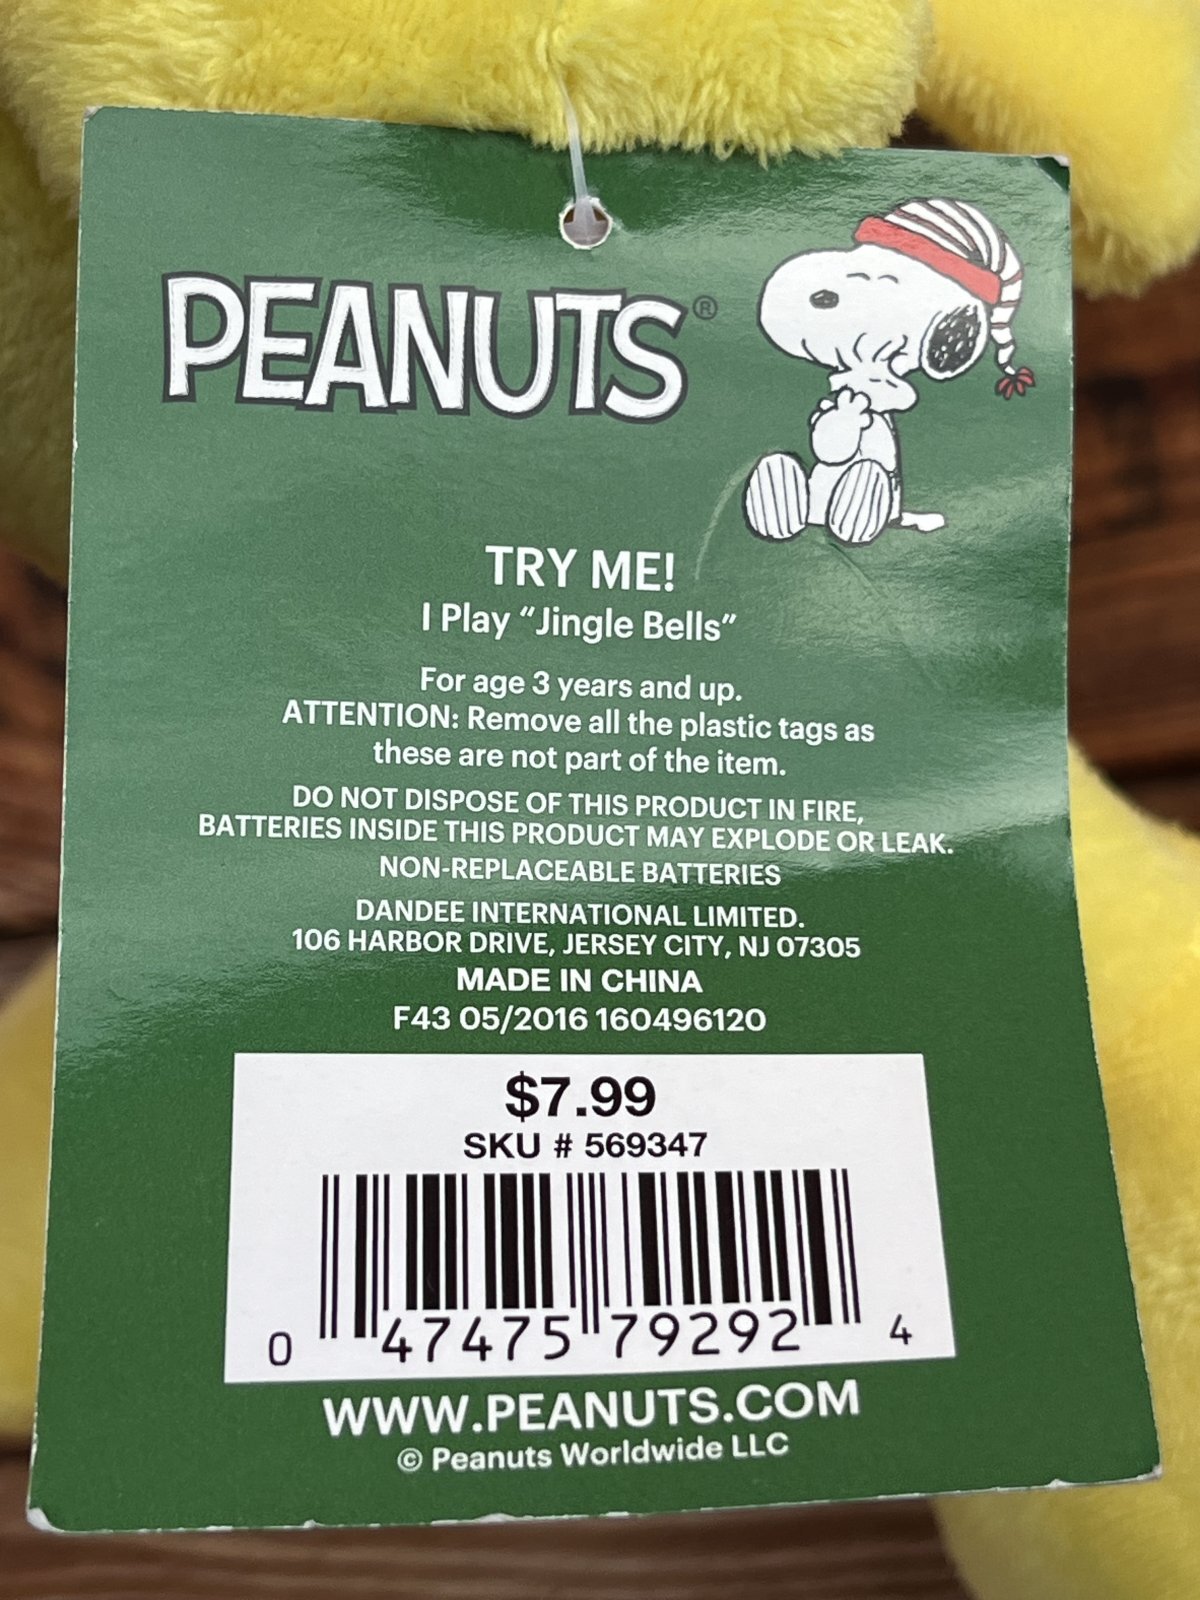 PEANUTS®
TRY ME!
I Play “Jingle Bells”
For age 3 years and up.
ATTENTION: Remove all the plastic tags as
these are not part of the item.
DO NOT DISPOSE OF THIS PRODUCT IN FIRE,
BATTERIES INSIDE THIS PRODUCT MAY EXPLODE OR LEAK.
NON-REPLACEABLE BATTERIES
DANDEE INTERNATIONAL LIMITED.
106 HARBOR DRIVE, JERSEY CITY, NJ 07305
MADE IN CHINA
F43 05/2016 160496120
$7.99
SKU # 569347
0 47475 79292 4
WWW.PEANUTS.COM
© Peanuts Worldwide LLC